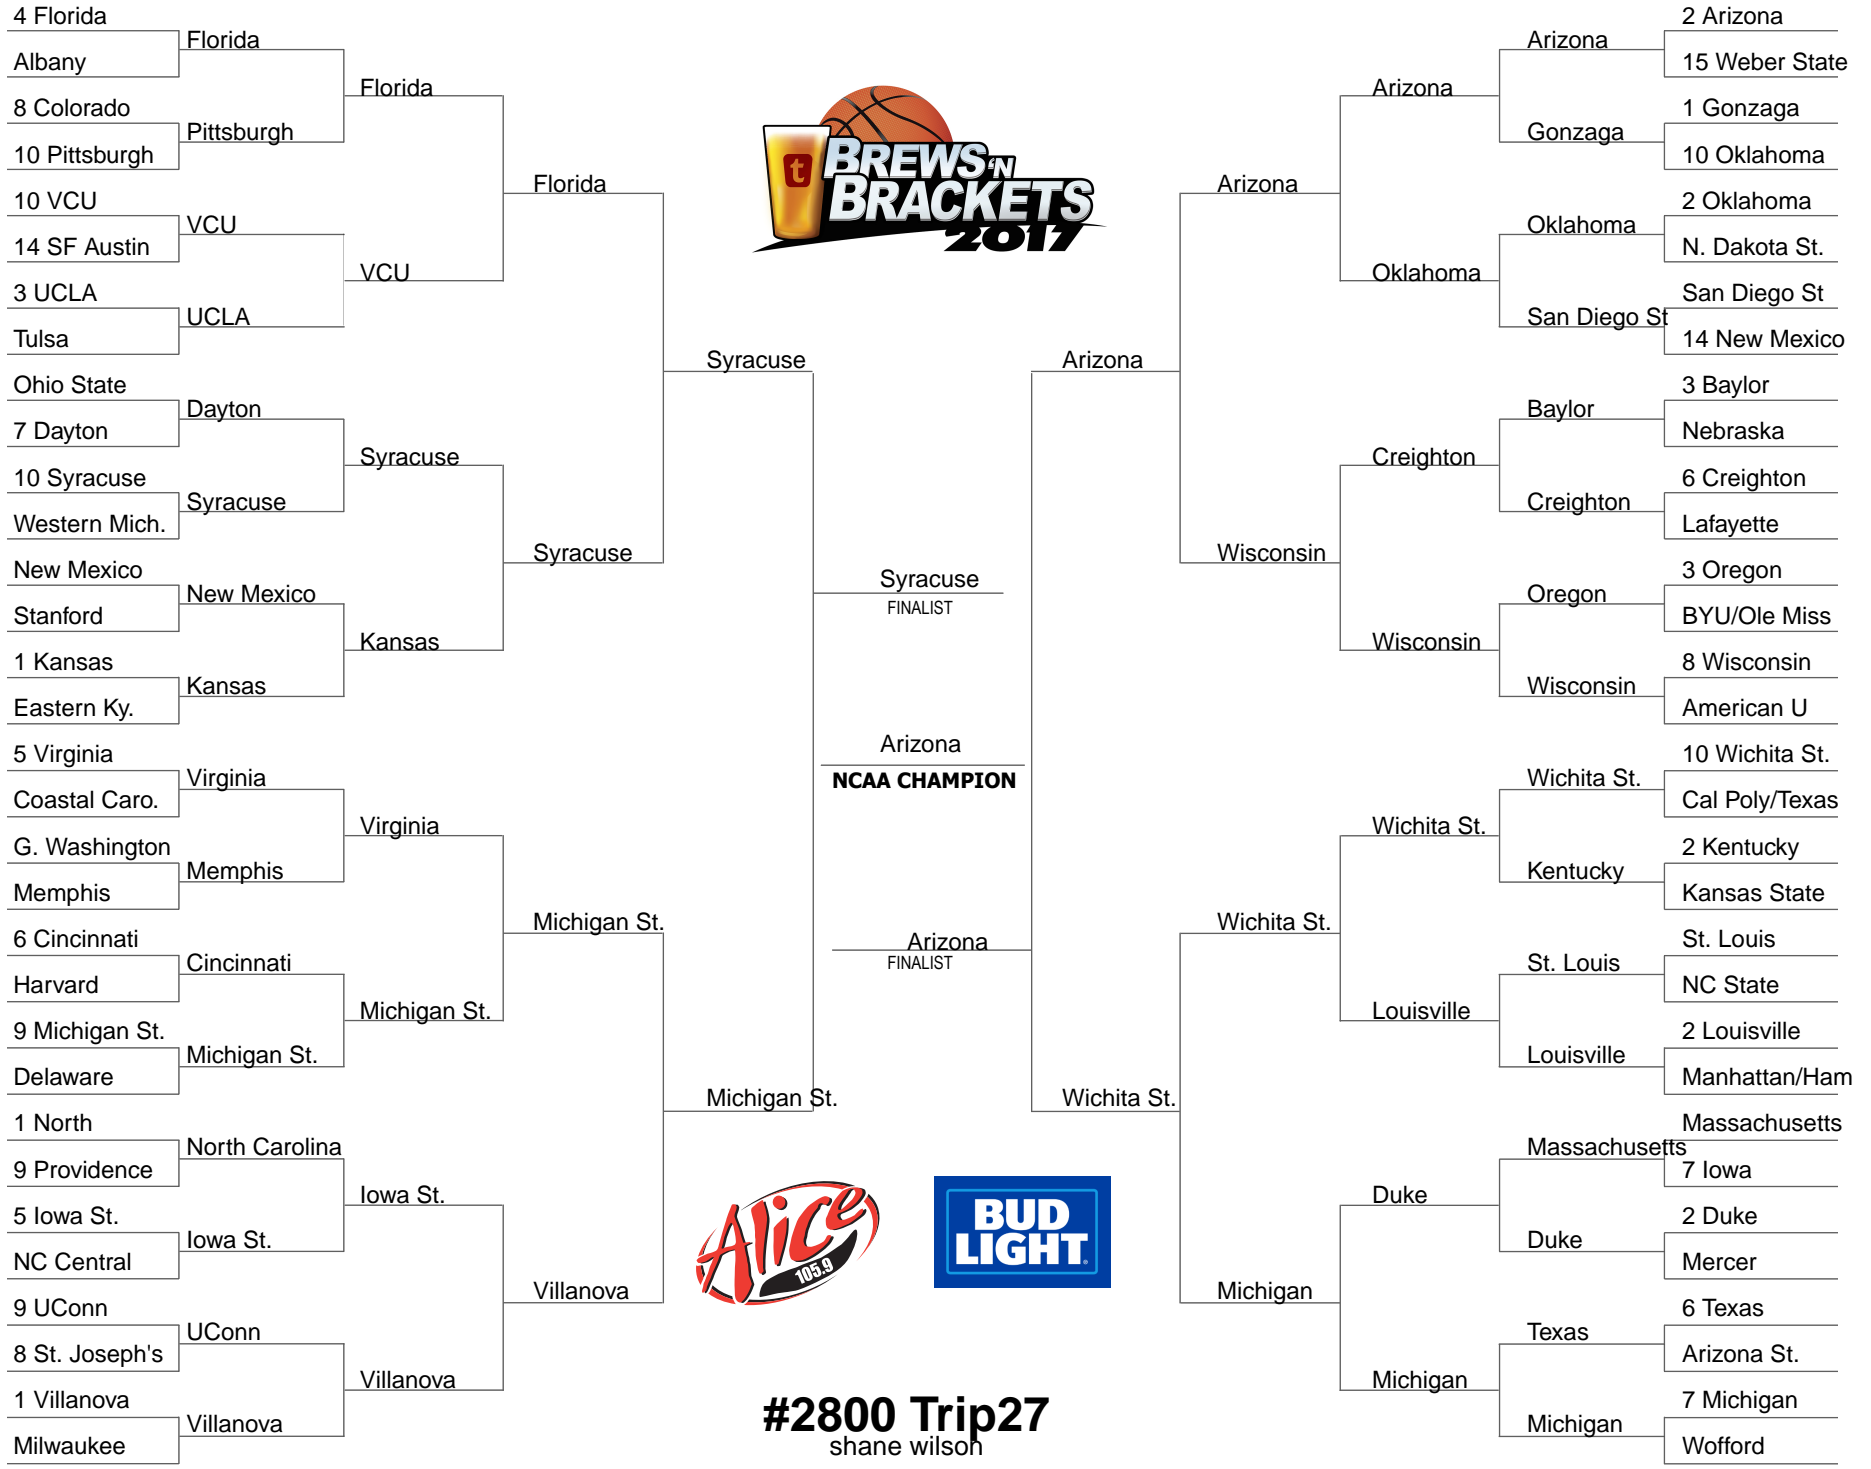 4 Florida
Albany
8 Colorado
10 Pittsburgh
10 VCU
14 SF Austin
3 UCLA
Tulsa
Ohio State
7 Dayton
10 Syracuse
Western Mich.
New Mexico
Stanford
1 Kansas
Eastern Ky.
5 Virginia
Coastal Caro.
G. Washington
Memphis
6 Cincinnati
Harvard
9 Michigan St.
Delaware
1 North
9 Providence
5 Iowa St.
NC Central
9 UConn
8 St. Joseph's
1 Villanova
Milwaukee
Florida
Pittsburgh
VCU
UCLA
Dayton
Syracuse
New Mexico
Kansas
Virginia
Memphis
Cincinnati
Michigan St.
North Carolina
Iowa St.
UConn
Villanova
Florida
VCU
Syracuse
Kansas
Virginia
Michigan St.
Iowa St.
Villanova
Florida
Syracuse
Michigan St.
Villanova
Syracuse
Michigan St.
t
BREWS 'N
BRACKETS
2017
Syracuse
FINALIST
Arizona
NCAA CHAMPION
Arizona
FINALIST
Alice
105.9
BUD
LIGHT
#2800 Trip27
shane wilson
Arizona
Wichita St.
Arizona
Wisconsin
Wichita St.
Michigan
Arizona
Oklahoma
Creighton
Wisconsin
Wichita St.
Louisville
Duke
Michigan
Arizona
Gonzaga
Oklahoma
San Diego St
Baylor
Creighton
Oregon
Wisconsin
Wichita St.
Kentucky
St. Louis
Louisville
Massachusetts
Duke
Texas
Michigan
2 Arizona
15 Weber State
1 Gonzaga
10 Oklahoma
2 Oklahoma
N. Dakota St.
San Diego St
14 New Mexico
3 Baylor
Nebraska
6 Creighton
Lafayette
3 Oregon
BYU/Ole Miss
8 Wisconsin
American U
10 Wichita St.
Cal Poly/Texas
2 Kentucky
Kansas State
St. Louis
NC State
2 Louisville
Manhattan/Ham
Massachusetts
7 Iowa
2 Duke
Mercer
6 Texas
Arizona St.
7 Michigan
Wofford